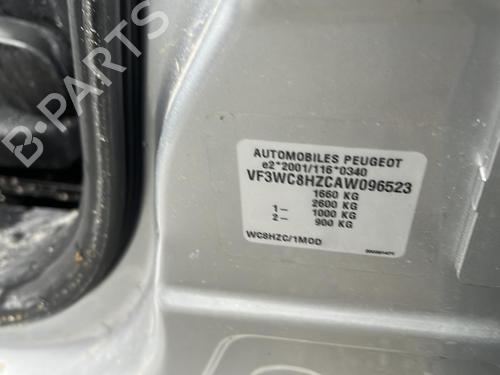 B-PARTS
AUTOMOBILES PEUGEOT
e2*2001/116*0340
VF3WC8HZCAW096523
1660 KG
2600 KG
1– 1000 KG
2– 900 KG
WC8HZC/1MOD